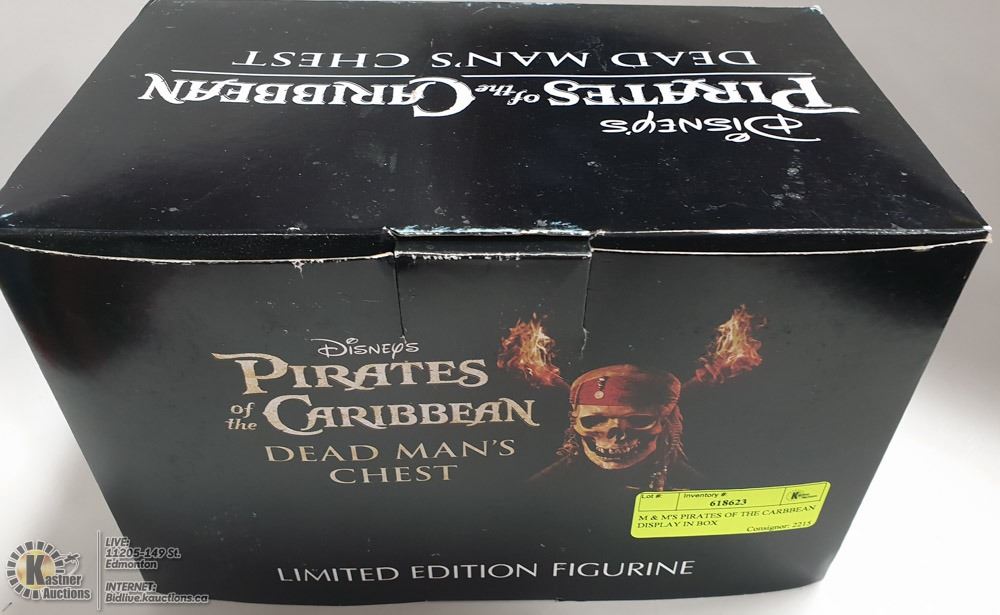 DISNEY'S
PIRATES of the CARIBBEAN
DEAD MAN'S CHEST
DISNEY'S
PIRATES
of the CARIBBEAN
DEAD MAN'S
CHEST
Lot #: Inventory #:
618623
M & M'S PIRATES OF THE CARBBEAN
DISPLAY IN BOX
Consignor: 2215
LIMITED EDITION FIGURINE
Kastner
Auctions
LIVE:
11205-149 St.
Edmonton
INTERNET:
Bidlive.kauctions.ca